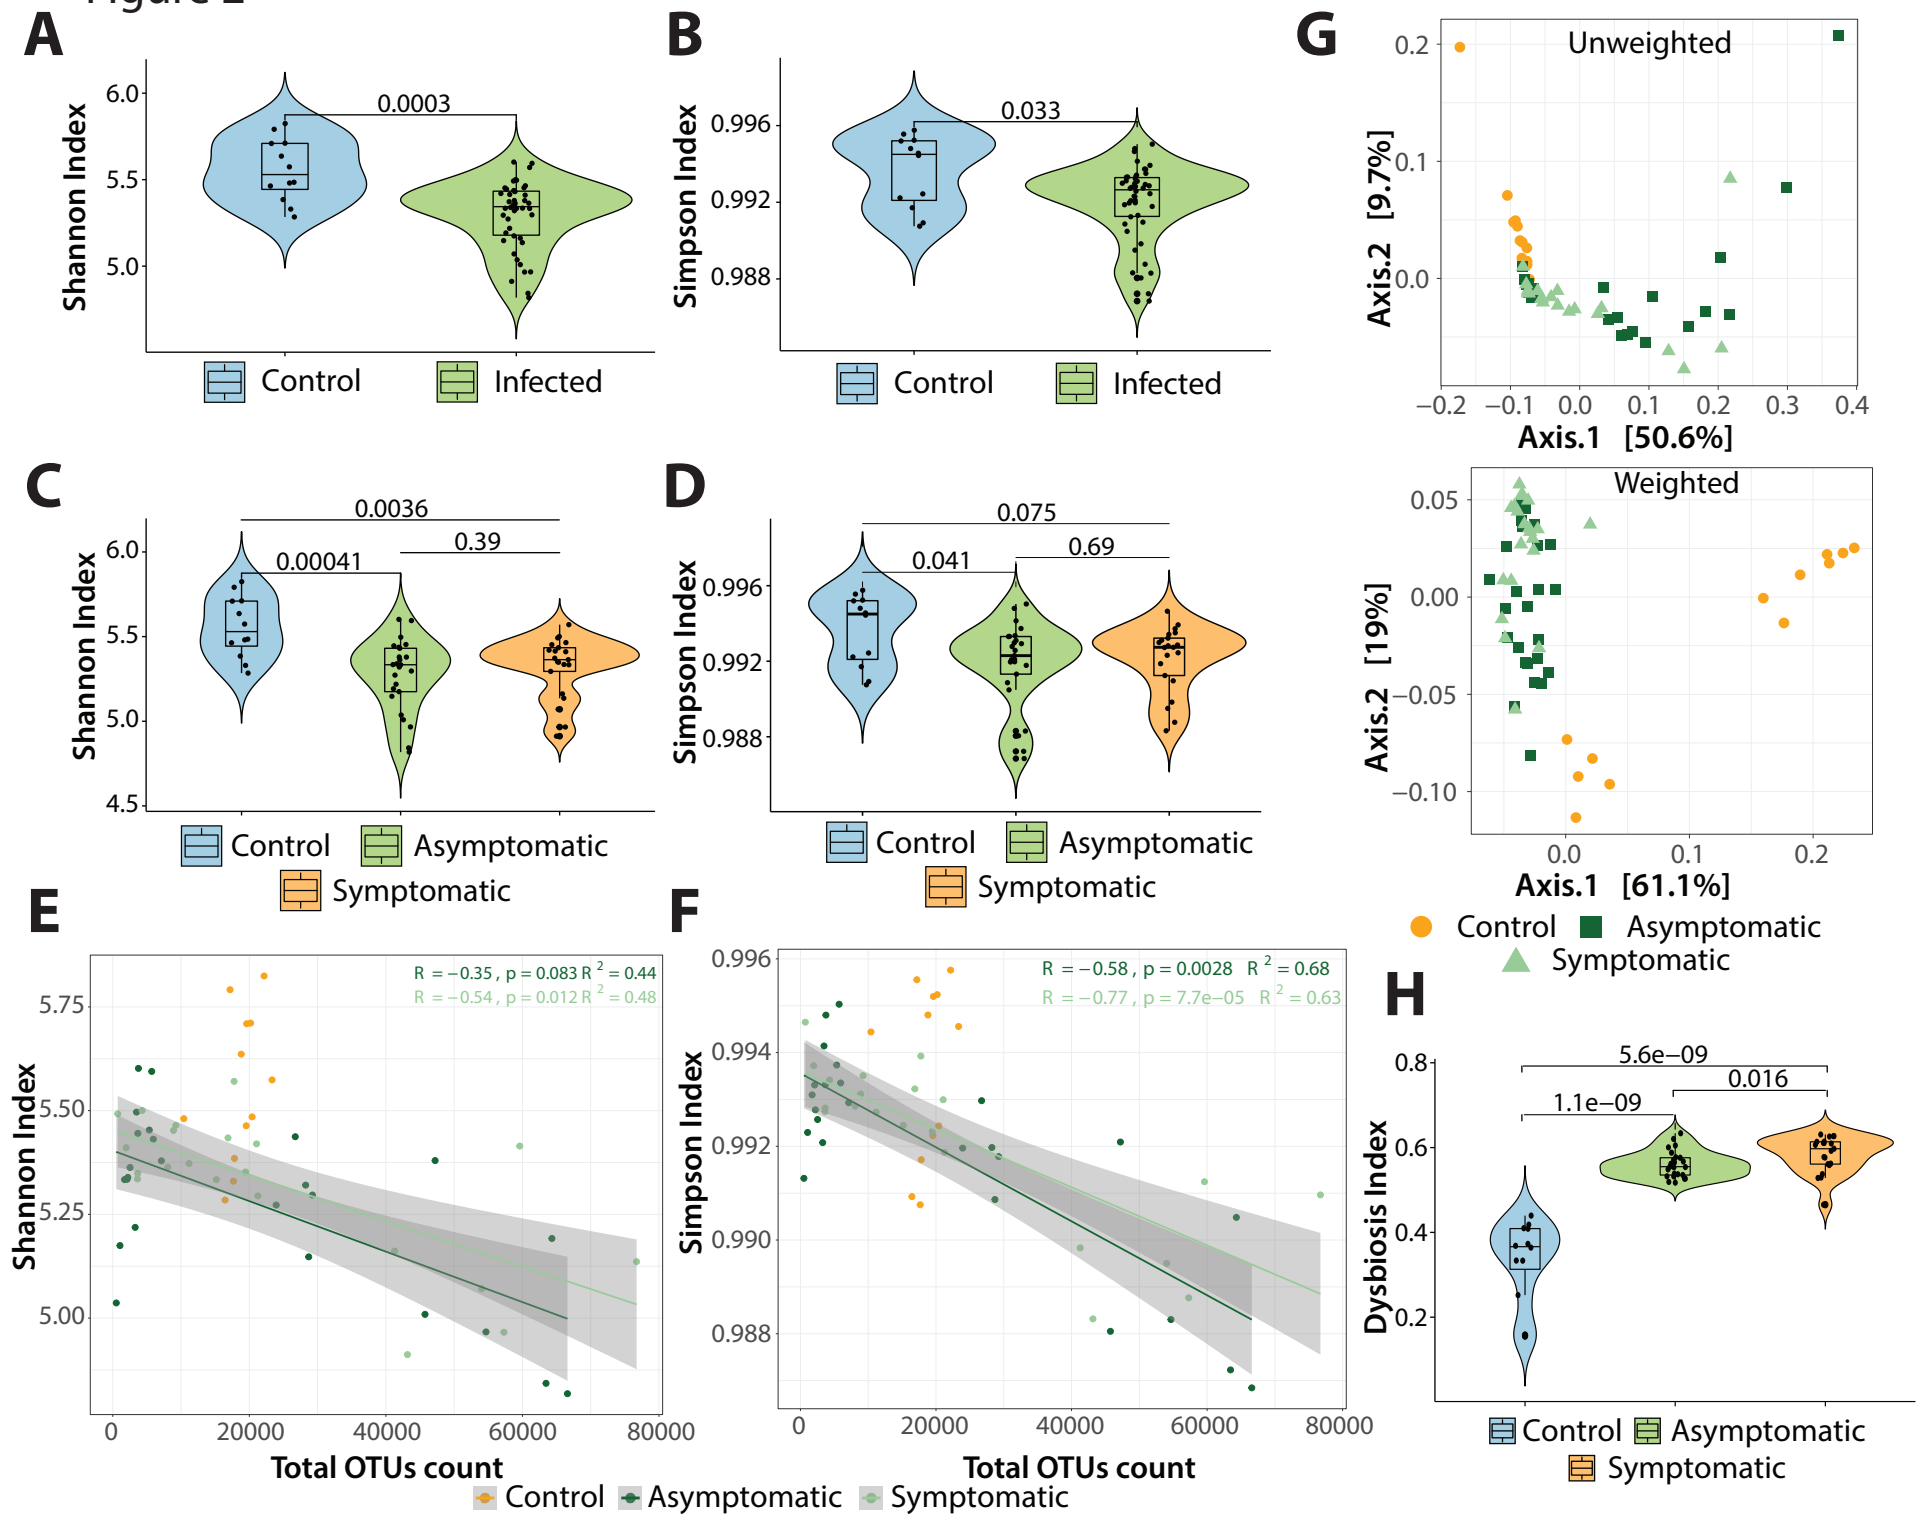 Figure 2
A
Shannon Index
6.0
5.5
5.0
0.0003
Control Infected
B
Simpson Index
0.996
0.992
0.988
0.033
Control Infected
C
Shannon Index
6.0
5.5
5.0
4.5
0.0036
0.00041
0.39
Control Asymptomatic
Symptomatic
D
Simpson Index
0.996
0.992
0.988
0.075
0.041
0.69
Control Asymptomatic
Symptomatic
E
Shannon Index
5.75
5.50
5.25
5.00
R = −0.35 , p = 0.083 R 2 = 0.44
R = −0.54 , p = 0.012 R 2 = 0.48
0 20000 40000 60000 80000
Total OTUs count
F
Simpson Index
0.996
0.994
0.992
0.990
0.988
R = −0.58 , p = 0.0028 R 2 = 0.68
R = −0.77 , p = 7.7e−05 R 2 = 0.63
0 20000 40000 60000 80000
Total OTUs count
Control Asymptomatic Symptomatic
G
Unweighted
Axis.2 [9.7%]
0.2
0.1
0.0
−0.2 −0.1 0.0 0.1 0.2 0.3 0.4
Axis.1 [50.6%]
Weighted
Axis.2 [19%]
0.05
0.00
−0.05
−0.10
0.0 0.1 0.2
Axis.1 [61.1%]
Control Asymptomatic
Symptomatic
H
Dysbiosis Index
0.8
0.6
0.4
0.2
5.6e−09
0.016
1.1e−09
Control Asymptomatic
Symptomatic